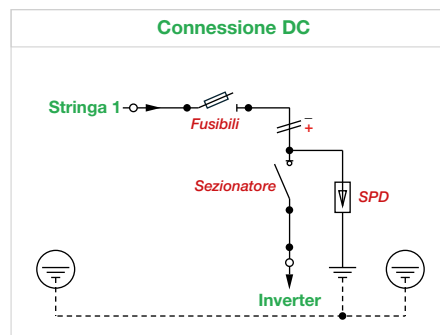 Connessione DC
Stringa 1
Fusibili
–
+
Sezionatore
SPD
Inverter